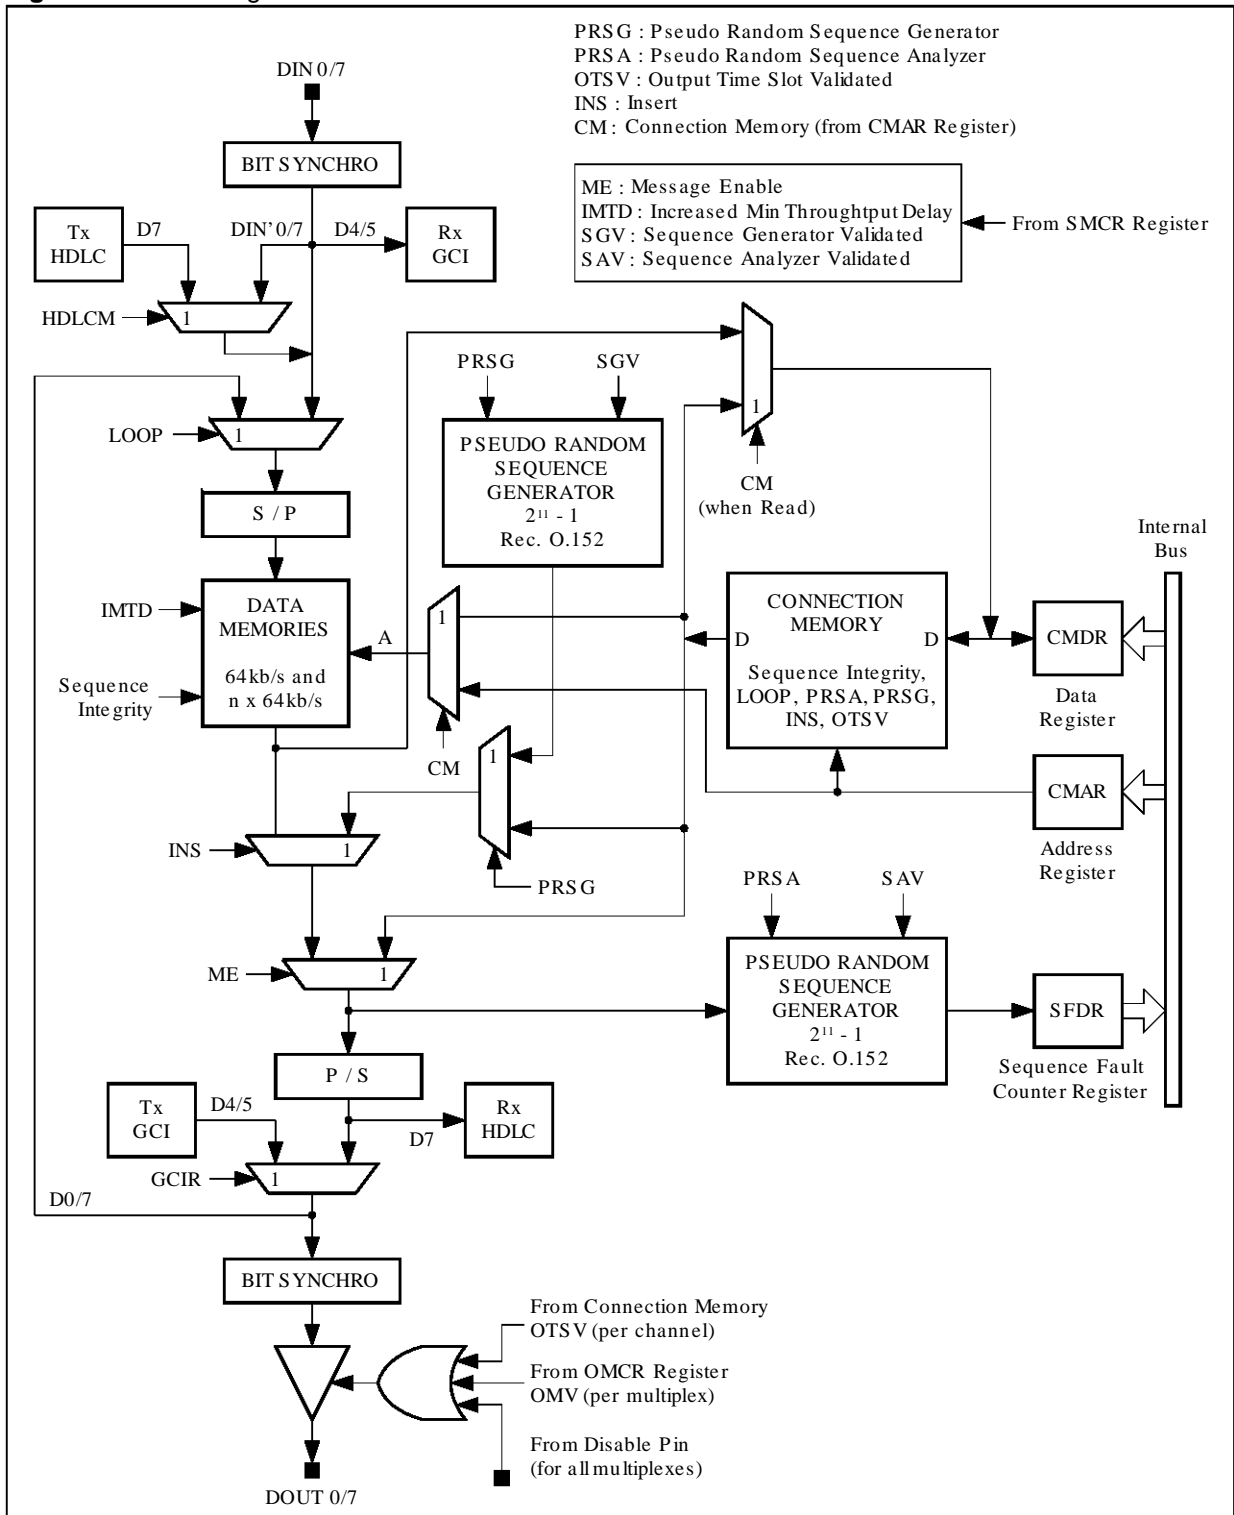 PRSG : Pseudo Random Sequence Generator
PRSA : Pseudo Random Sequence Analyzer
OTSV : Output Time Slot Validated
INS : Insert
CM : Connection Memory (from CMAR Register)
DIN 0/7
BIT SYNCHRO
ME : Message Enable
IMTD : Increased Min Throughtput Delay
SGV : Sequence Generator Validated
SAV : Sequence Analyzer Validated
From SMCR Register
Tx
HDLC
D7
DIN' 0/7
D4/5
Rx
GCI
HDLCM
1
PRSG
SGV
1
LOOP
1
PSEUDO RANDOM
SEQUENCE
GENERATOR
2¹¹ - 1
Rec. O.152
CM
(when Read)
S / P
Internal
Bus
IMTD
DATA
MEMORIES
64kb/s and
n x 64kb/s
Sequence
Integrity
A
1
CM
CONNECTION
MEMORY
D
D
Sequence Integrity,
LOOP, PRSA, PRSG,
INS, OTSV
CMDR
Data
Register
1
PRSG
CMAR
Address
Register
INS
1
PRSA
SAV
ME
1
PSEUDO RANDOM
SEQUENCE
GENERATOR
2¹¹ - 1
Rec. O.152
SFDR
Sequence Fault
Counter Register
P / S
Tx
GCI
D4/5
D7
Rx
HDLC
GCIR
1
D0/7
BIT SYNCHRO
From Connection Memory
OTSV (per channel)
From OMCR Register
OMV (per multiplex)
From Disable Pin
(for all multiplexes)
DOUT 0/7